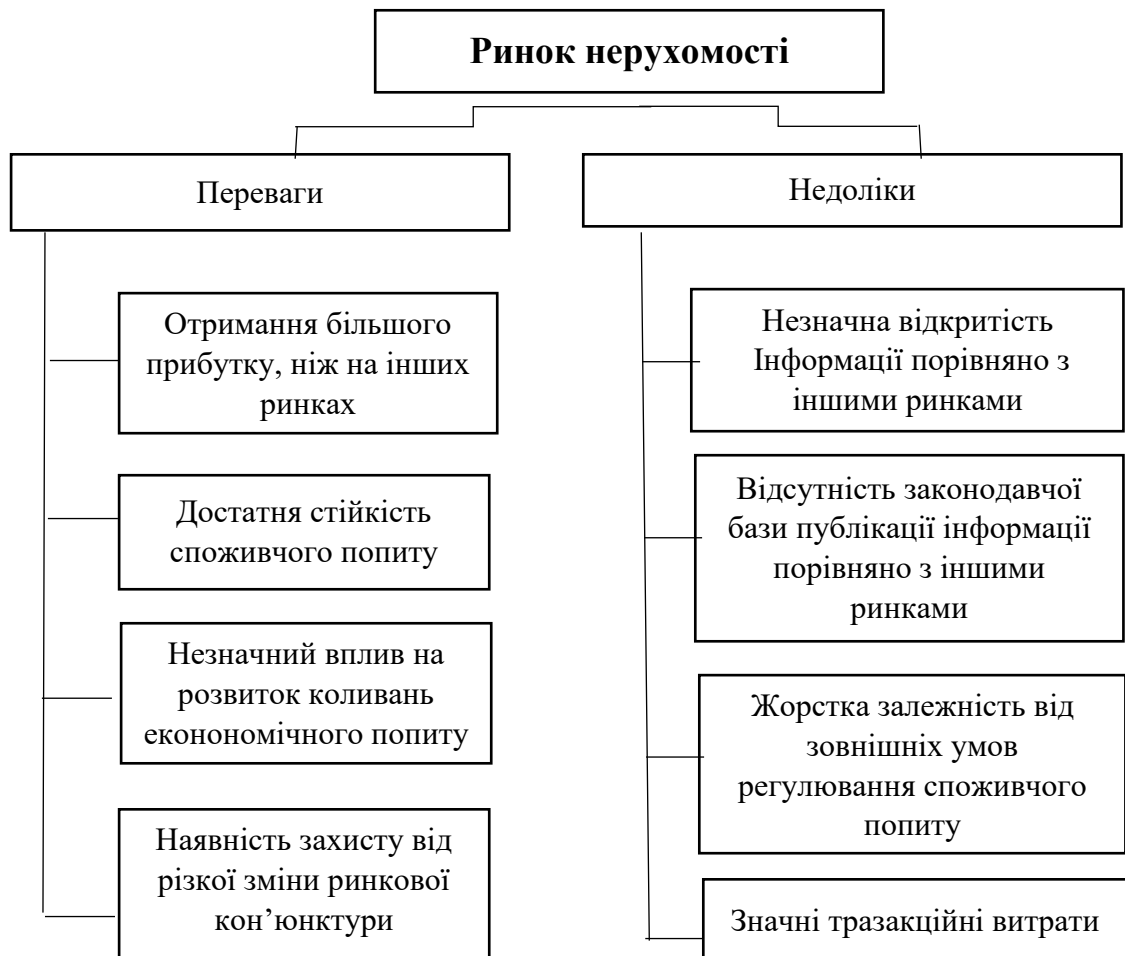 Ринок нерухомості
Переваги
Недоліки
Отримання більшого
прибутку, ніж на інших
ринках
Достатня стійкість
споживчого попиту
Незначний вплив на
розвиток коливань
екнономічного попиту
Наявність захисту від
різкої зміни ринкової
кон’юнктури
Незначна відкритість
Інформації порівняно з
іншими ринками
Відсутність законодавчої
бази публікації інформації
порівняно з іншими
ринками
Жорстка залежність від
зовнішніх умов
регулювання споживчого
попиту
Значні тразакційні витрати